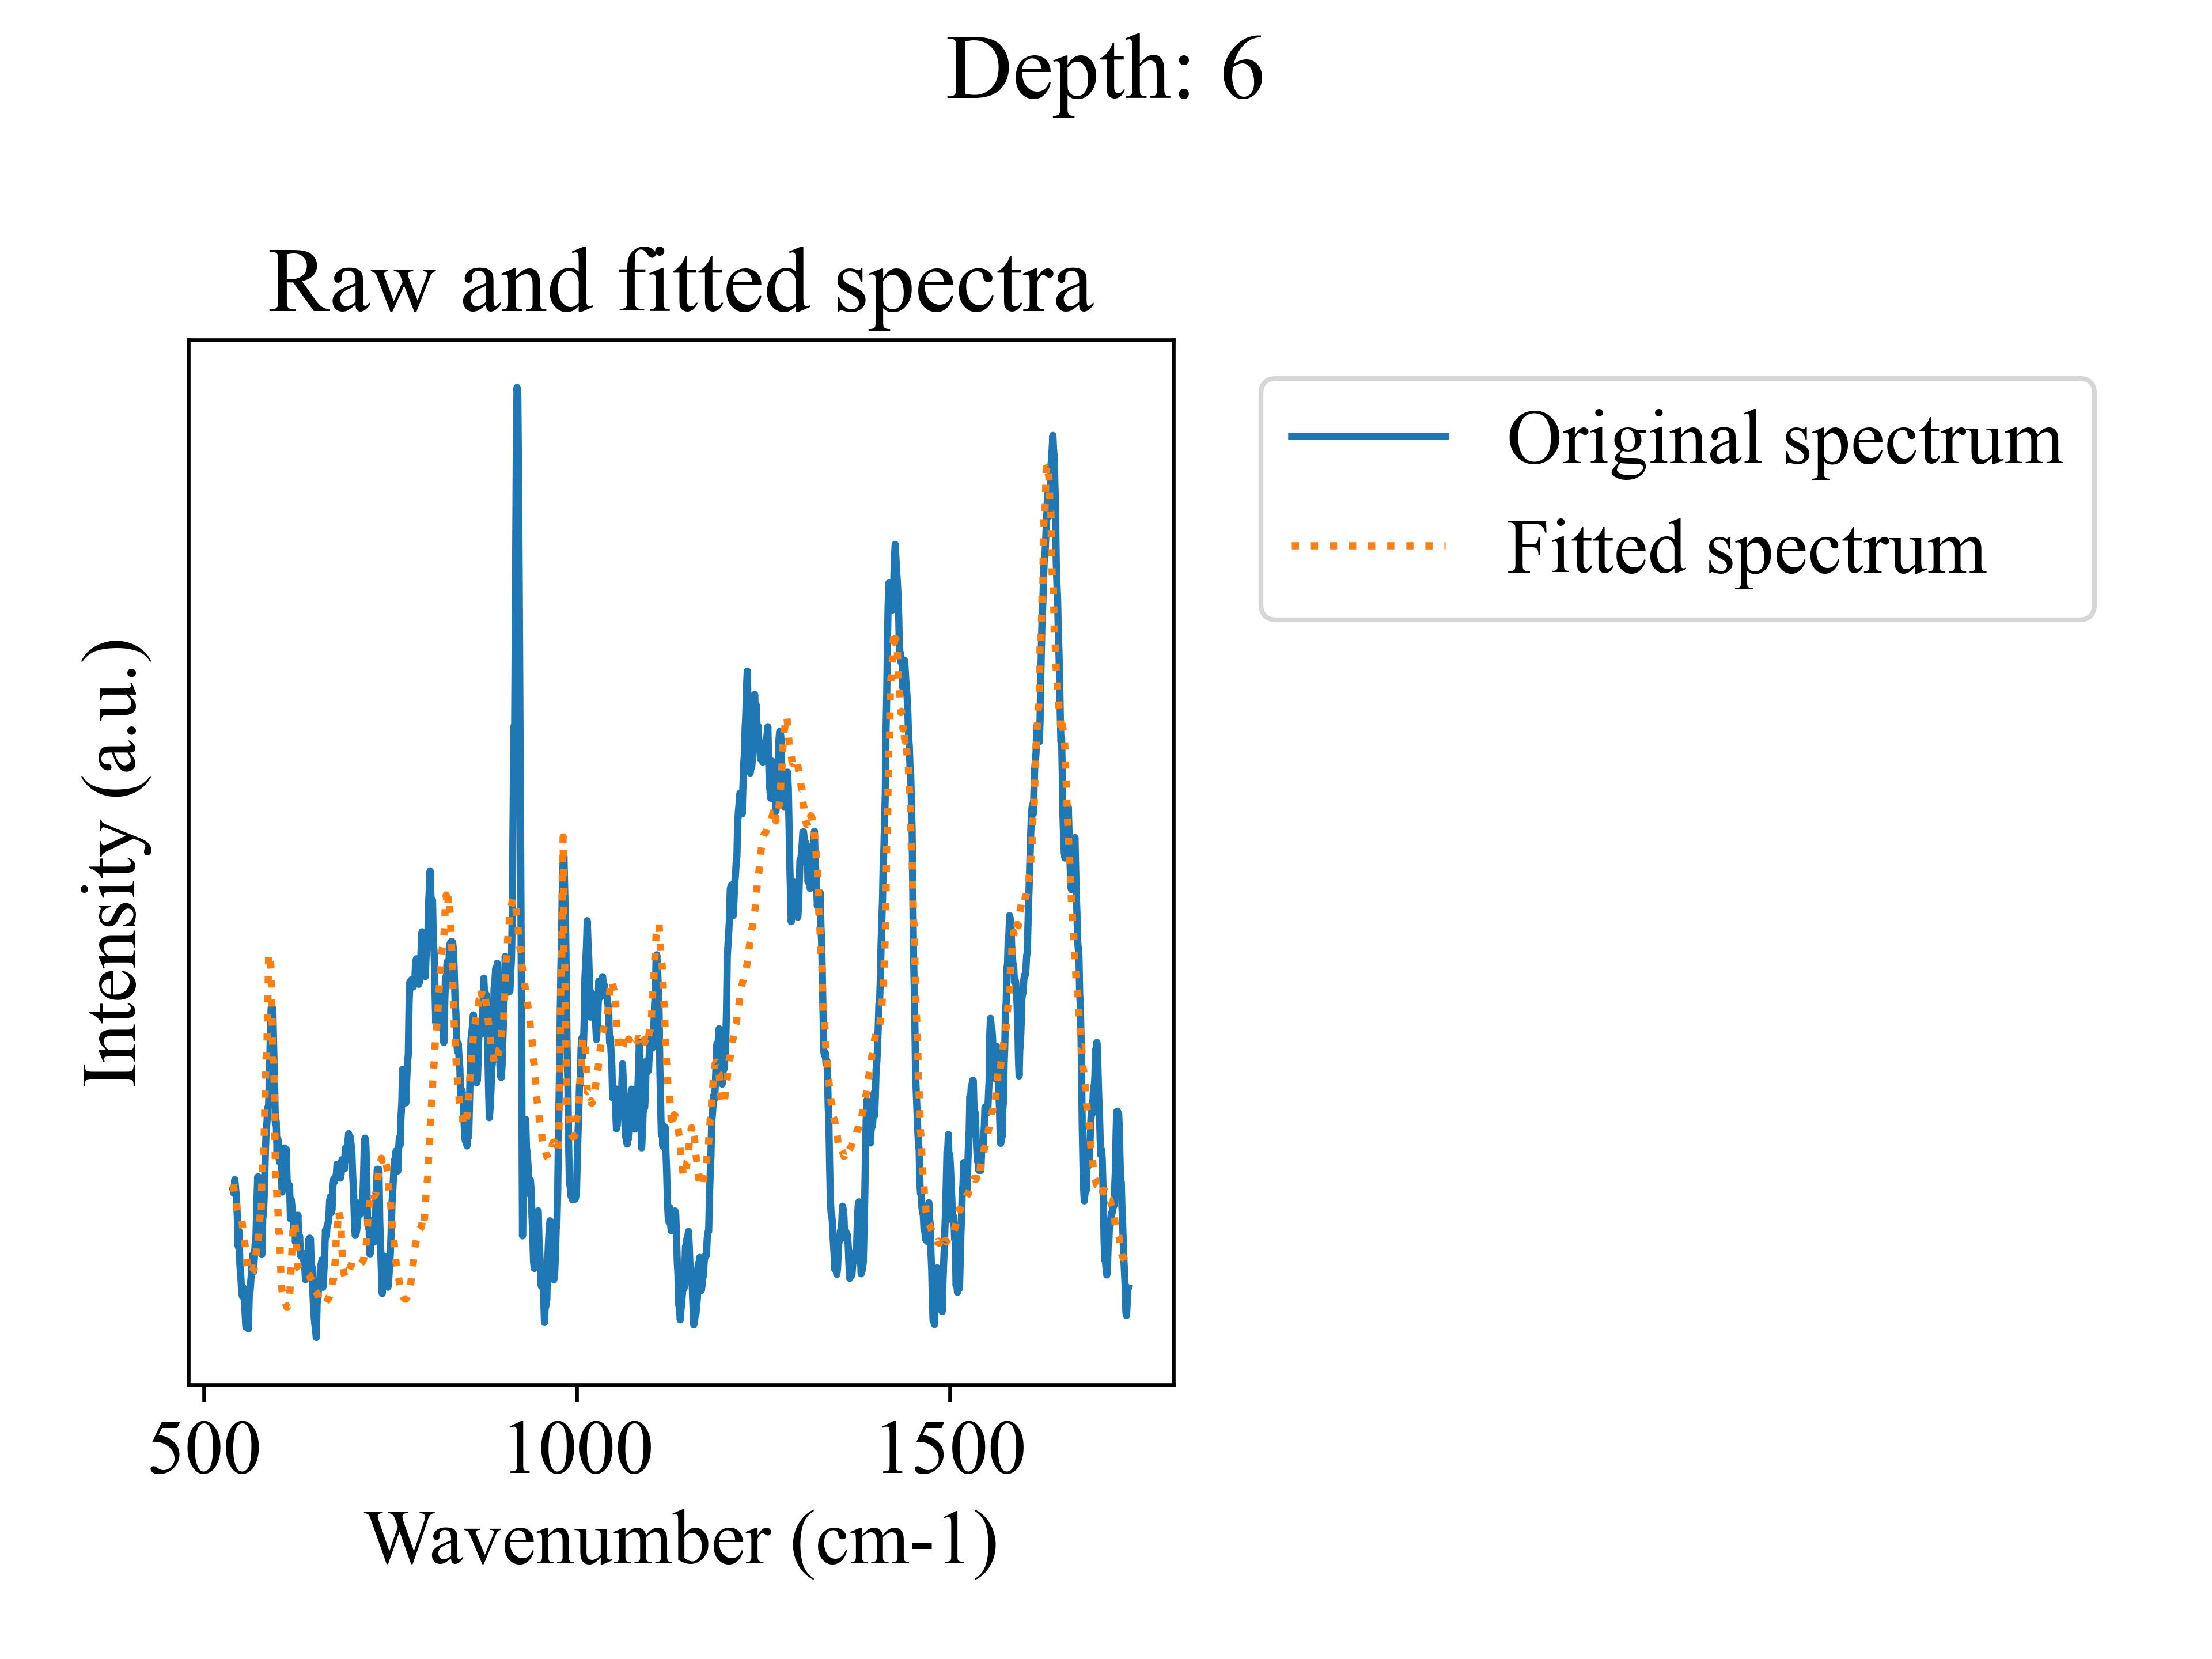 Depth: 6
Raw and fitted spectra
Original spectrum
Fitted spectrum
Intensity (a.u.)
500 1000 1500
Wavenumber (cm-1)